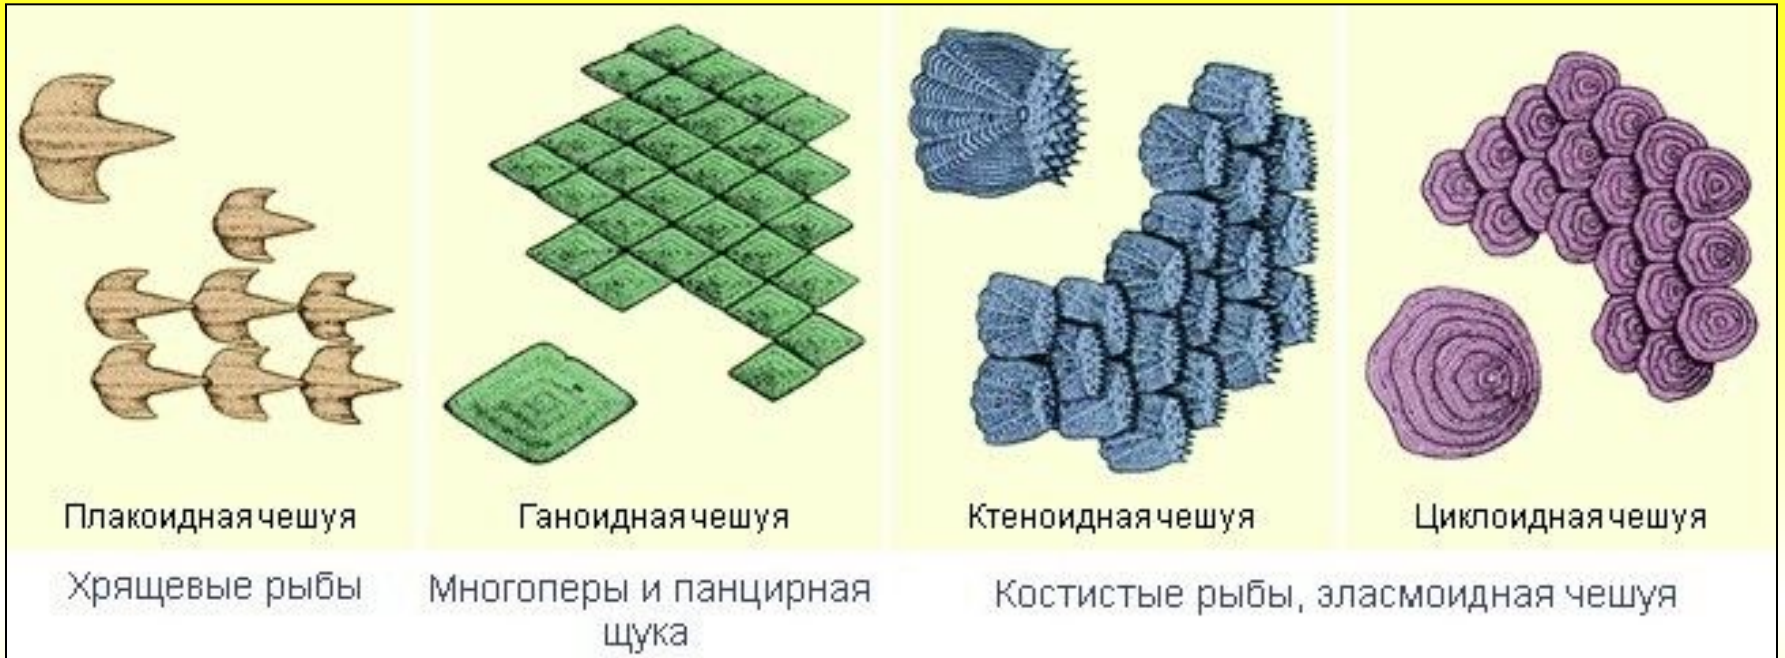 Плакоидная чешуя
Ганоидная чешуя
Ктеноидная чешуя
Циклоидная чешуя
Хрящевые рыбы
Многоперы и панцирная
щука
Костистые рыбы, эласмоидная чешуя